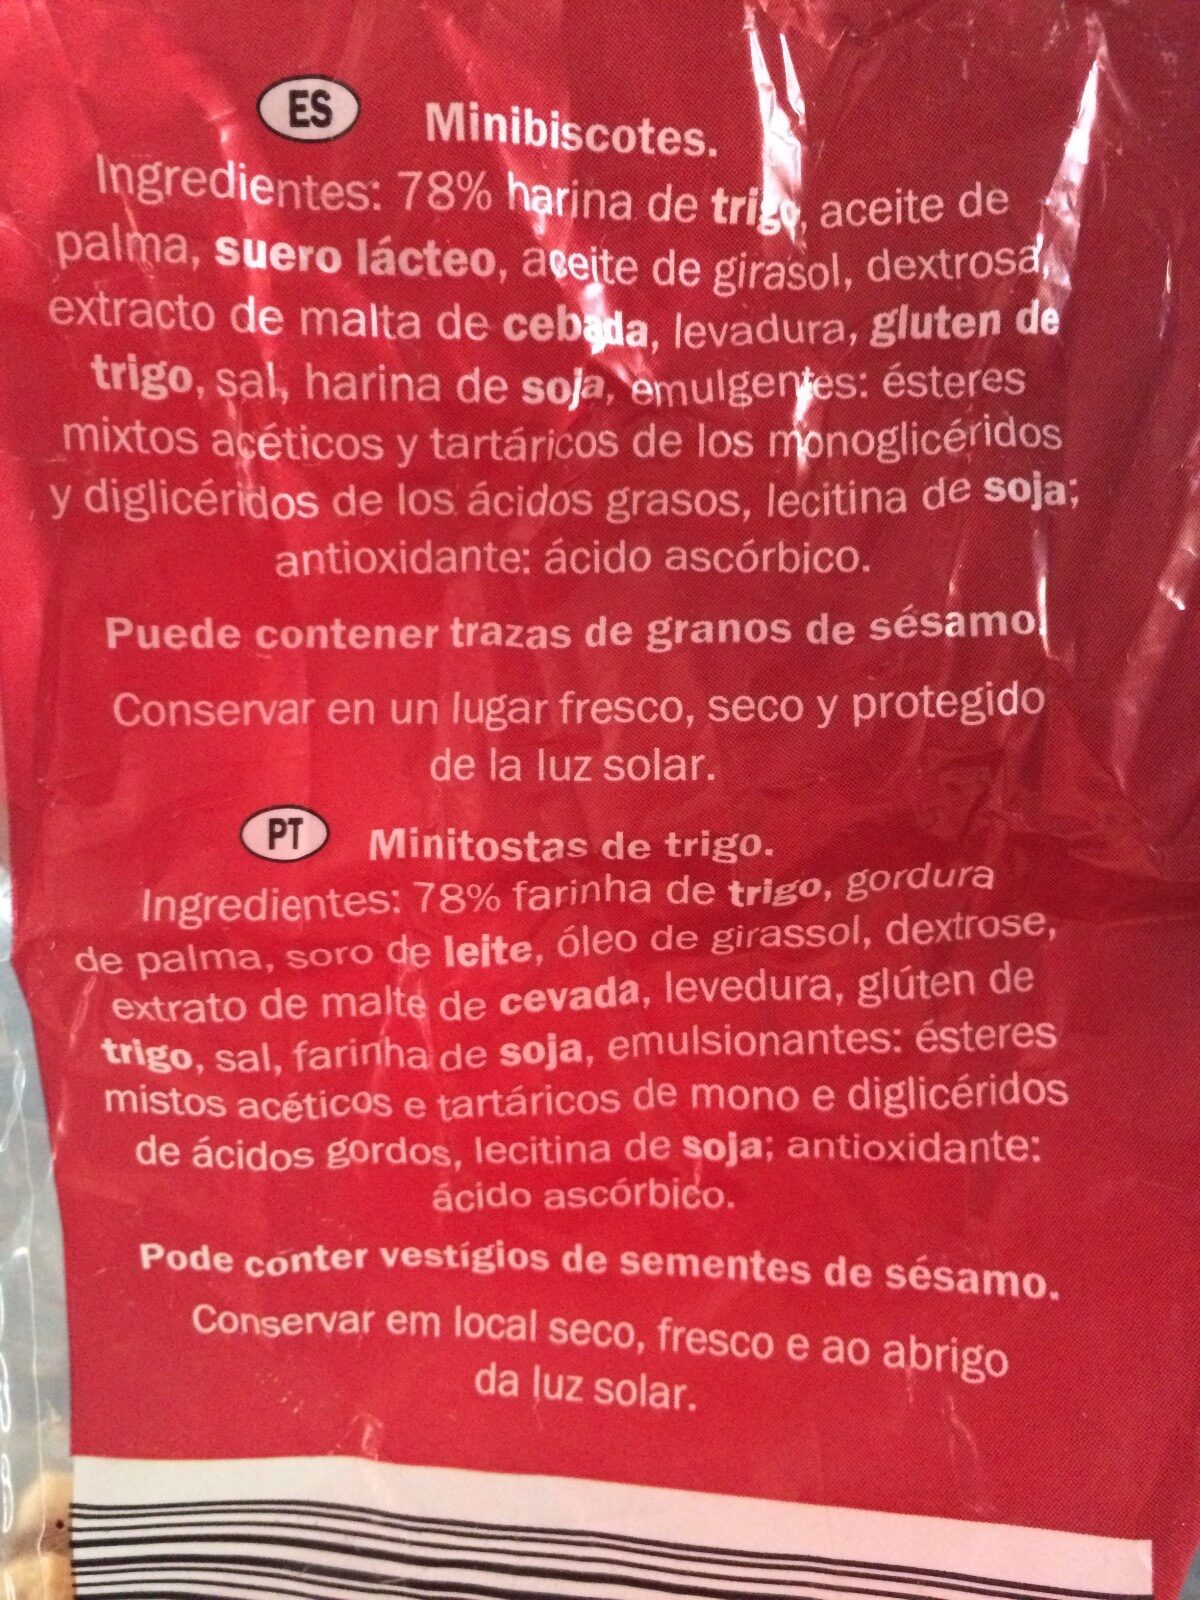 ES Minibiscotes.
Ingredientes: 78% harina de trigo, aceite de
palma, suero lácteo, aceite de girasol, dextrosa,
extracto de malta de cebada, levadura, gluten de
trigo, sal, harina de soja, emulgentes: ésteres
mixtos acéticos y tartáricos de los monoglicéridos
y diglicéridos de los ácidos grasos, lecitina de soja;
antioxidante: ácido ascórbico.
Puede contener trazas de granos de sésamo.
Conservar en un lugar fresco, seco y protegido
de la luz solar.
PT Minitostas de trigo.
Ingredientes: 78% farinha de trigo, gordura
de palma, soro de leite, óleo de girassol, dextrose,
extrato de malte de cevada, levedura, glúten de
trigo, sal, farinha de soja, emulsionantes: ésteres
mistos acéticos e tartáricos de mono e diglicéridos
de ácidos gordos, lecitina de soja; antioxidante:
ácido ascórbico.
Pode conter vestígios de sementes de sésamo.
Conservar em local seco, fresco e ao abrigo
da luz solar.